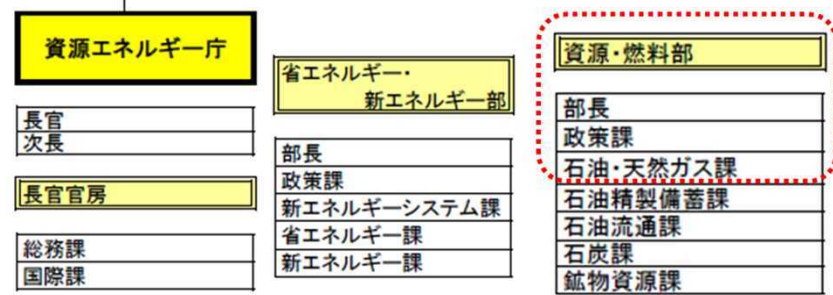 資源エネルギー庁
長官
次長
長官官房
総務課
国際課
省エネルギー・
新エネルギー部
部長
政策課
新エネルギーシステム課
省エネルギー課
新エネルギー課
資源・燃料部
部長
政策課
石油・天然ガス課
石油精製備蓄課
石油流通課
石炭課
鉱物資源課